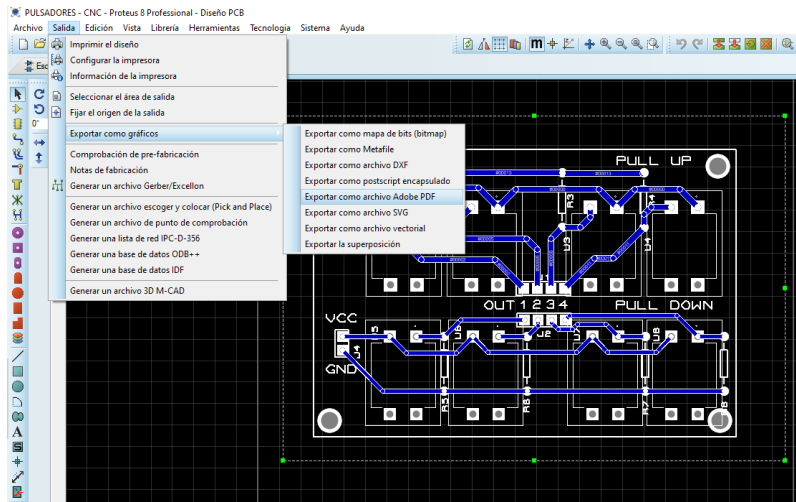 PULSADORES - CNC - Proteus 8 Professional - Diseño PCB
Archivo Salida Edición Vista Librería Herramientas Tecnología Sistema Ayuda
Imprimir el diseño
Configurar la impresora
Información de la impresora
Seleccionar el área de salida
Fijar el origen de la salida
Exportar como gráficos
Comprobación de pre-fabricación
Notas de fabricación
Generar un archivo Gerber/Excellon
Generar un archivo escoger y colocar (Pick and Place)
Generar un archivo de punto de comprobación
Generar una lista de red IPC-D-356
Generar una base de datos ODB++
Generar una base de datos IDF
Generar un archivo 3D M-CAD
Exportar como mapa de bits (bitmap)
Exportar como Metafile
Exportar como archivo DXF
Exportar como postscript encapsulado
Exportar como archivo Adobe PDF
Exportar como archivo SVG
Exportar como archivo vectorial
Exportar la superposición
Esc
0°
PULL UP
R3
U3
U4
OUT 1 2 3 4
PULL DOWN
VCC
GND
J4
U5
U6
J2
U7
U8
R5
R6
R7